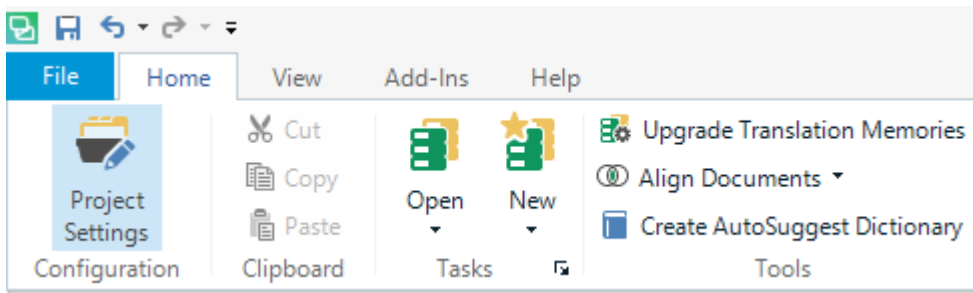 File Home View Add-Ins Help
Project Settings
Cut
Copy
Paste
Open
New
Upgrade Translation Memories
Align Documents
Create AutoSuggest Dictionary
Configuration Clipboard Tasks Tools